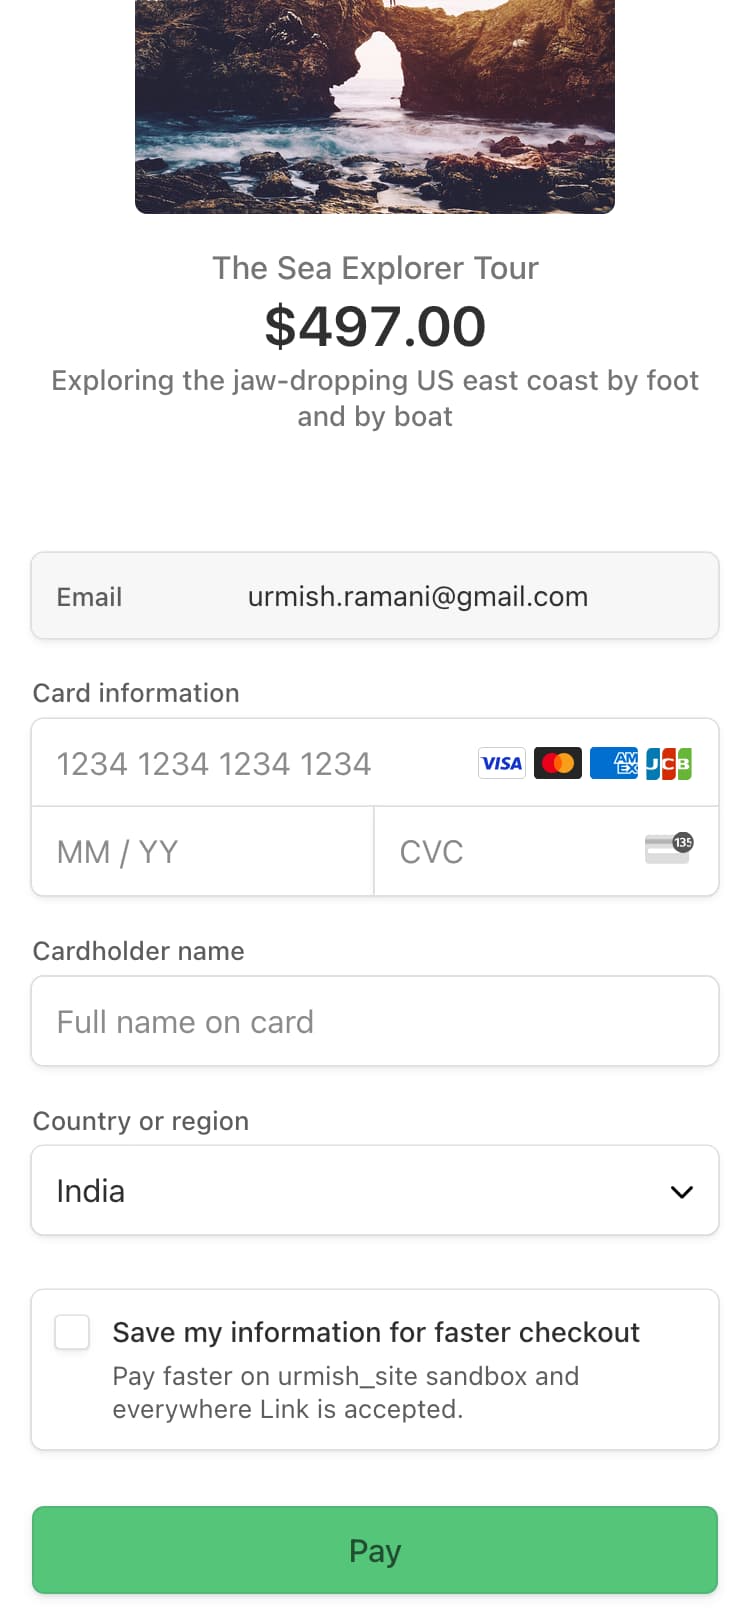 The Sea Explorer Tour
$497.00
Exploring the jaw-dropping US east coast by foot
and by boat
Email urmish.ramani@gmail.com
Card information
1234 1234 1234 1234 VISA AMEX JCB
MM / YY CVC 135
Cardholder name
Full name on card
Country or region
India
Save my information for faster checkout
Pay faster on urmish_site sandbox and
everywhere Link is accepted.
Pay